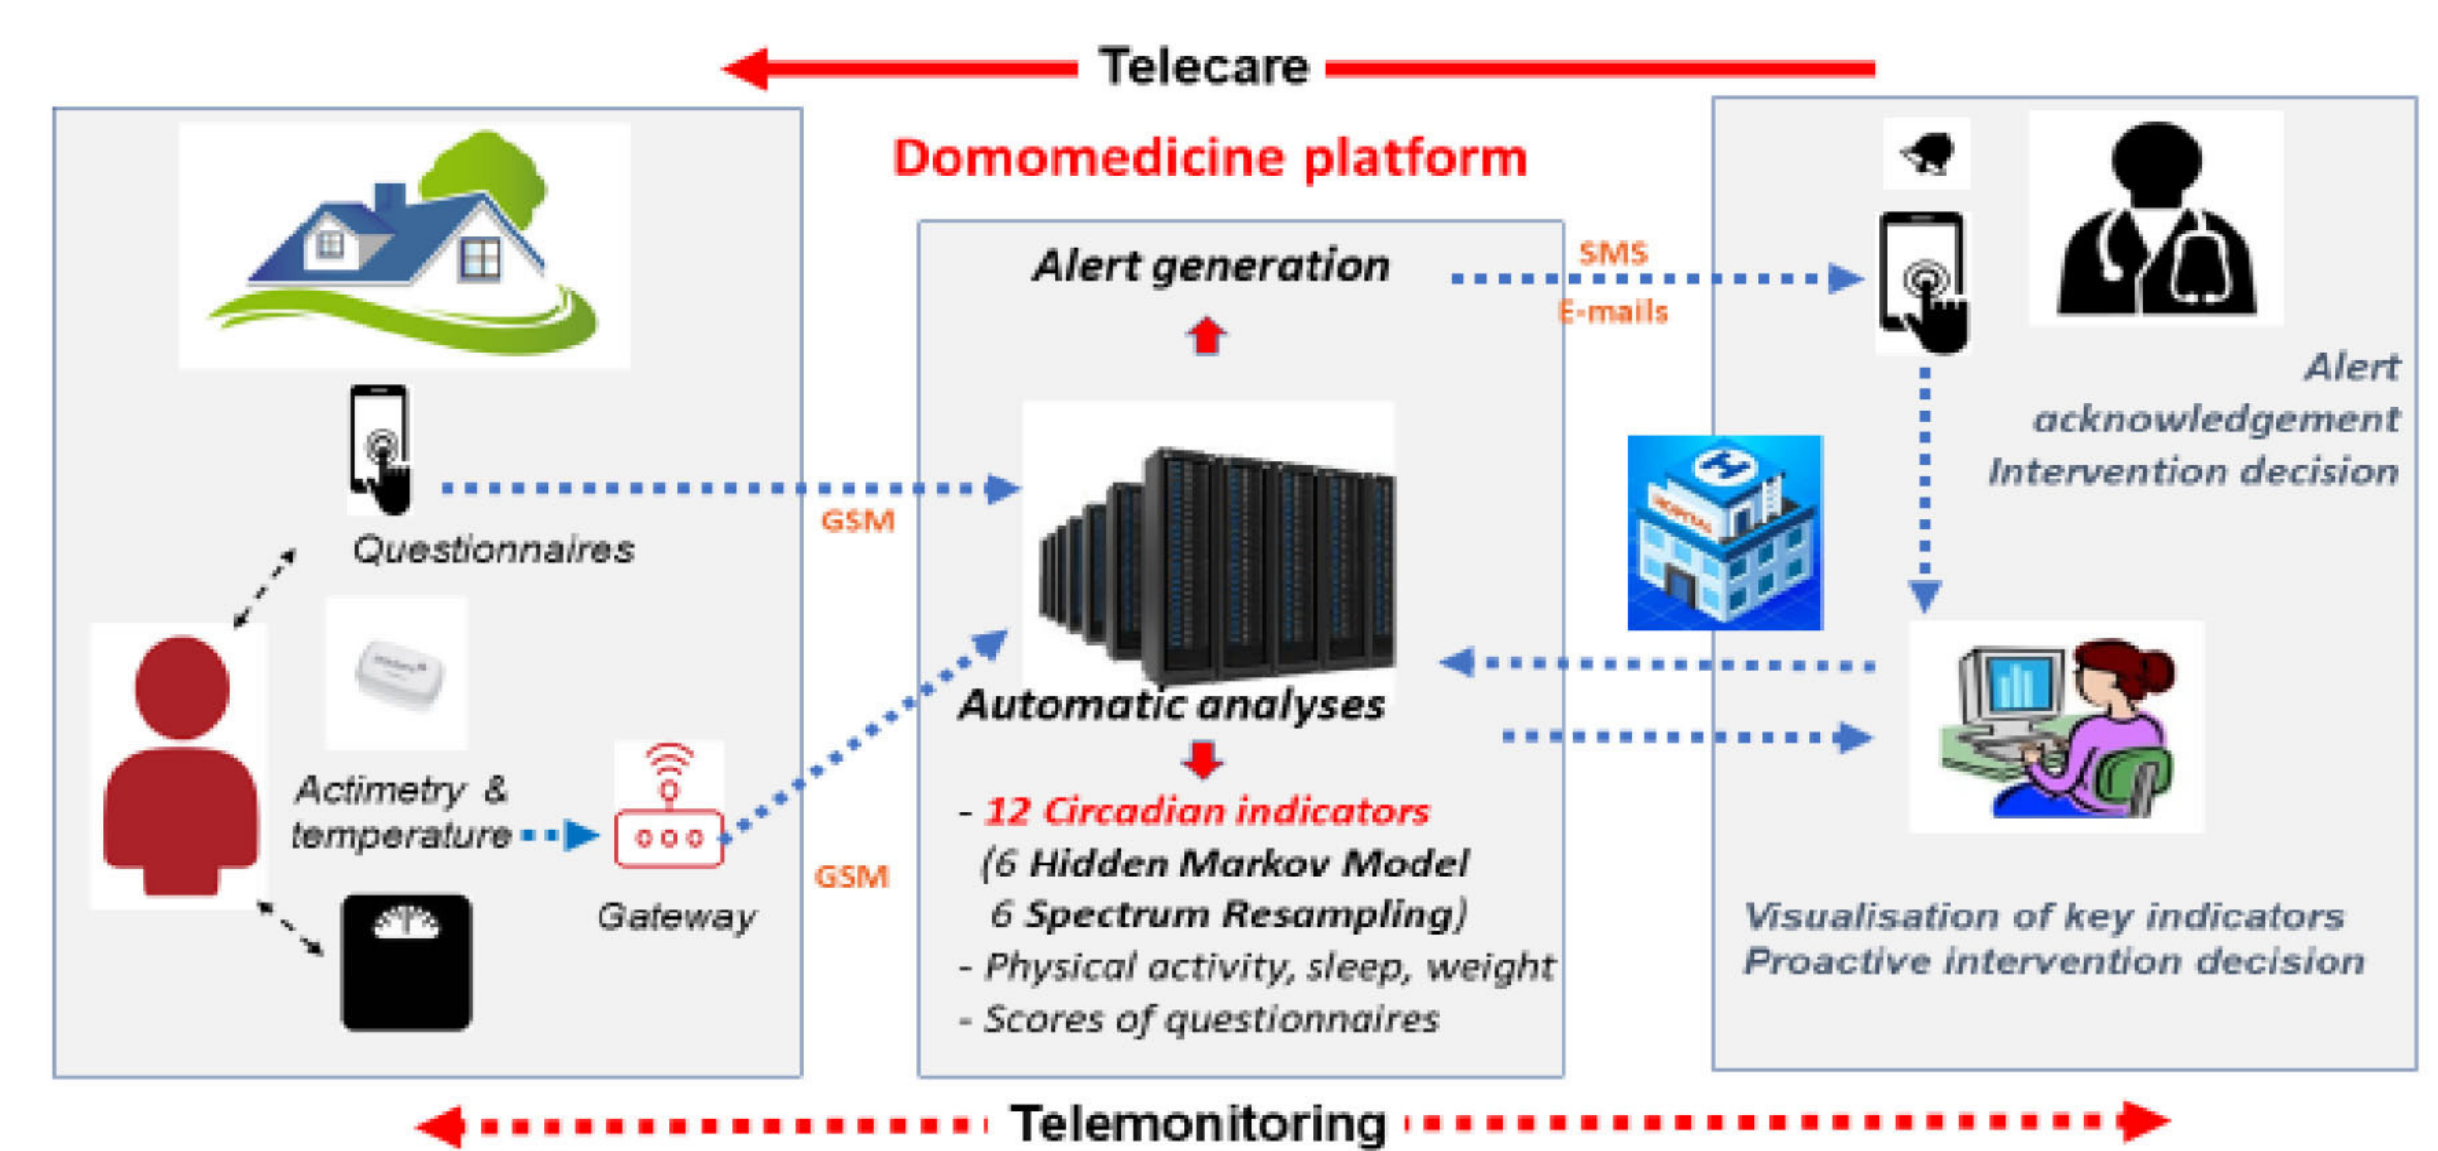 Telecare
Domomedicine platform
Questionnaires
Actimetry &
temperature
Gateway
GSM
GSM
Alert generation
Automatic analyses
- 12 Circadian indicators
(6 Hidden Markov Model
6 Spectrum Resampling)
- Physical activity, sleep, weight
- Scores of questionnaires
SMS
E-mails
H
HOSPITAL
Alert
acknowledgement
Intervention decision
Visualisation of key indicators
Proactive intervention decision
Telemonitoring